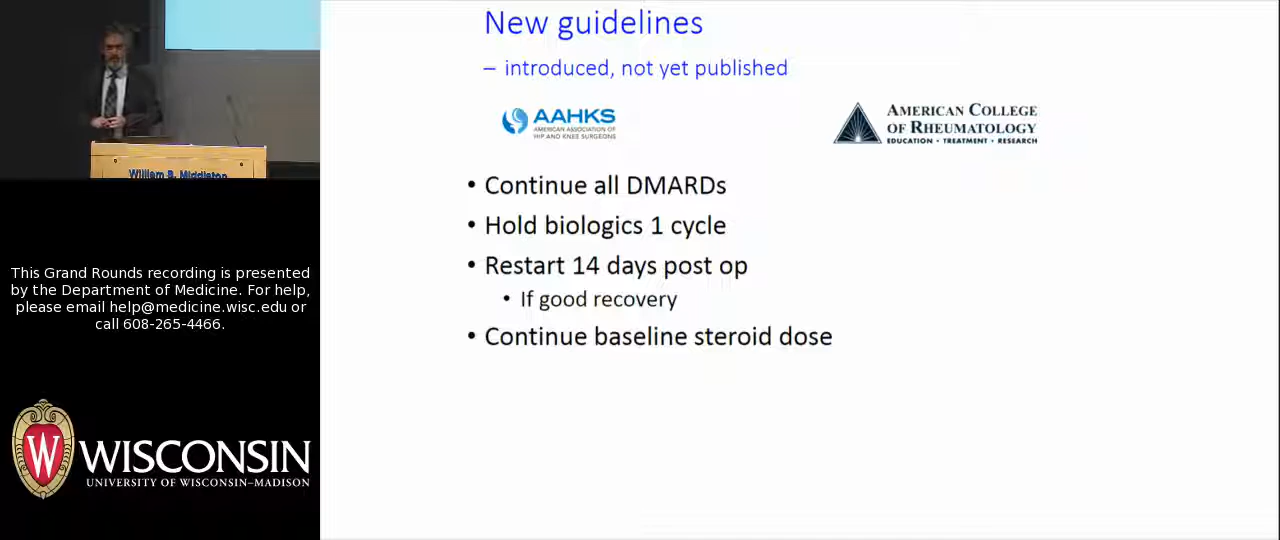 New guidelines
– introduced, not yet published
AAHKS
AMERICAN ASSOCIATION OF
HIP AND KNEE SURGEONS
AMERICAN COLLEGE
OF RHEUMATOLOGY
EDUCATION • TREATMENT • RESEARCH
• Continue all DMARDs
• Hold biologics 1 cycle
• Restart 14 days post op
• If good recovery
• Continue baseline steroid dose
William S. Middleton
This Grand Rounds recording is presented
by the Department of Medicine. For help,
please email help@medicine.wisc.edu or
call 608-265-4466.
W
WISCONSIN
UNIVERSITY OF WISCONSIN–MADISON